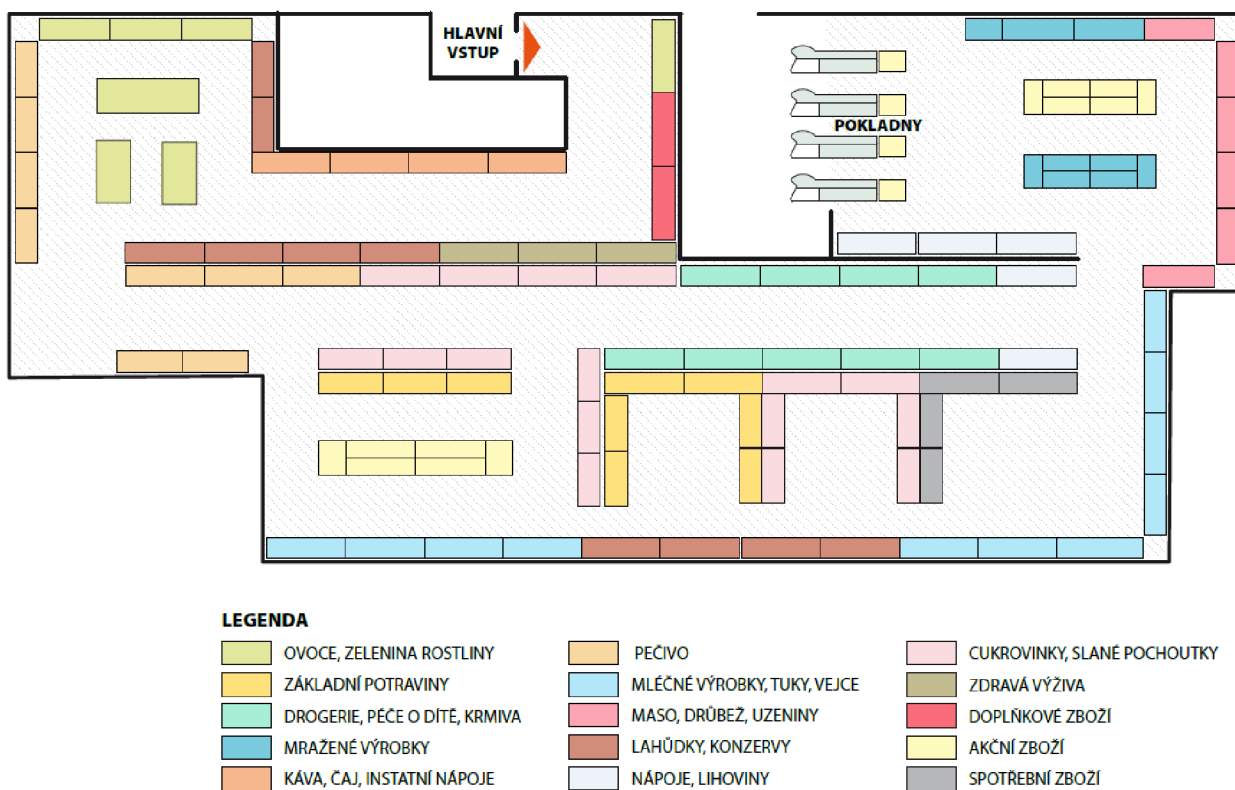 HLAVNÍ
VSTUP
POKLADNY
LEGENDA
OVOCE, ZELENINA ROSTLINY
ZÁKLADNÍ POTRAVINY
DROGERIE, PÉČE O DÍTĚ, KRMIVA
MRAŽENÉ VÝROBKY
KÁVA, ČAJ, INSTATNÍ NÁPOJE
PEČIVO
MLÉČNÉ VÝROBKY, TUKY, VEJCE
MASO, DRŮBEŽ, UZENINY
LAHŮDKY, KONZERVY
NÁPOJE, LIHOVINY
CUKROVINKY, SLANÉ POCHOUTKY
ZDRAVÁ VÝŽIVA
DOPLŇKOVÉ ZBOŽÍ
AKČNÍ ZBOŽÍ
SPOTŘEBNÍ ZBOŽÍ